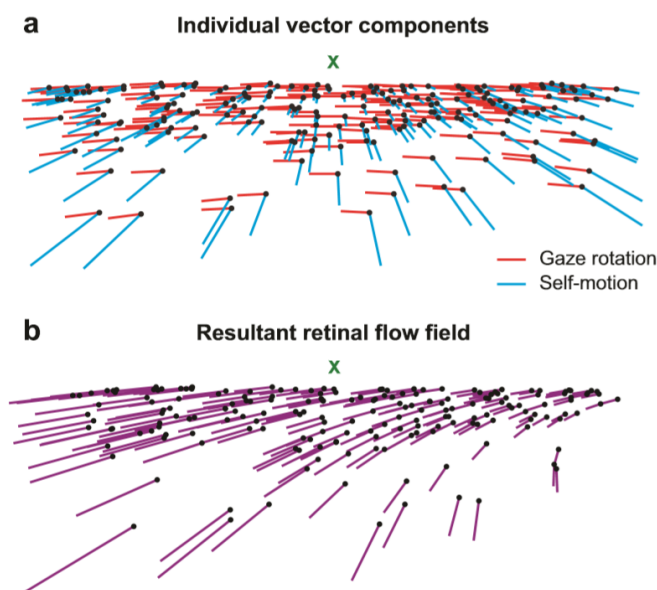 a
Individual vector components
x
Gaze rotation
Self-motion
b
Resultant retinal flow field
x